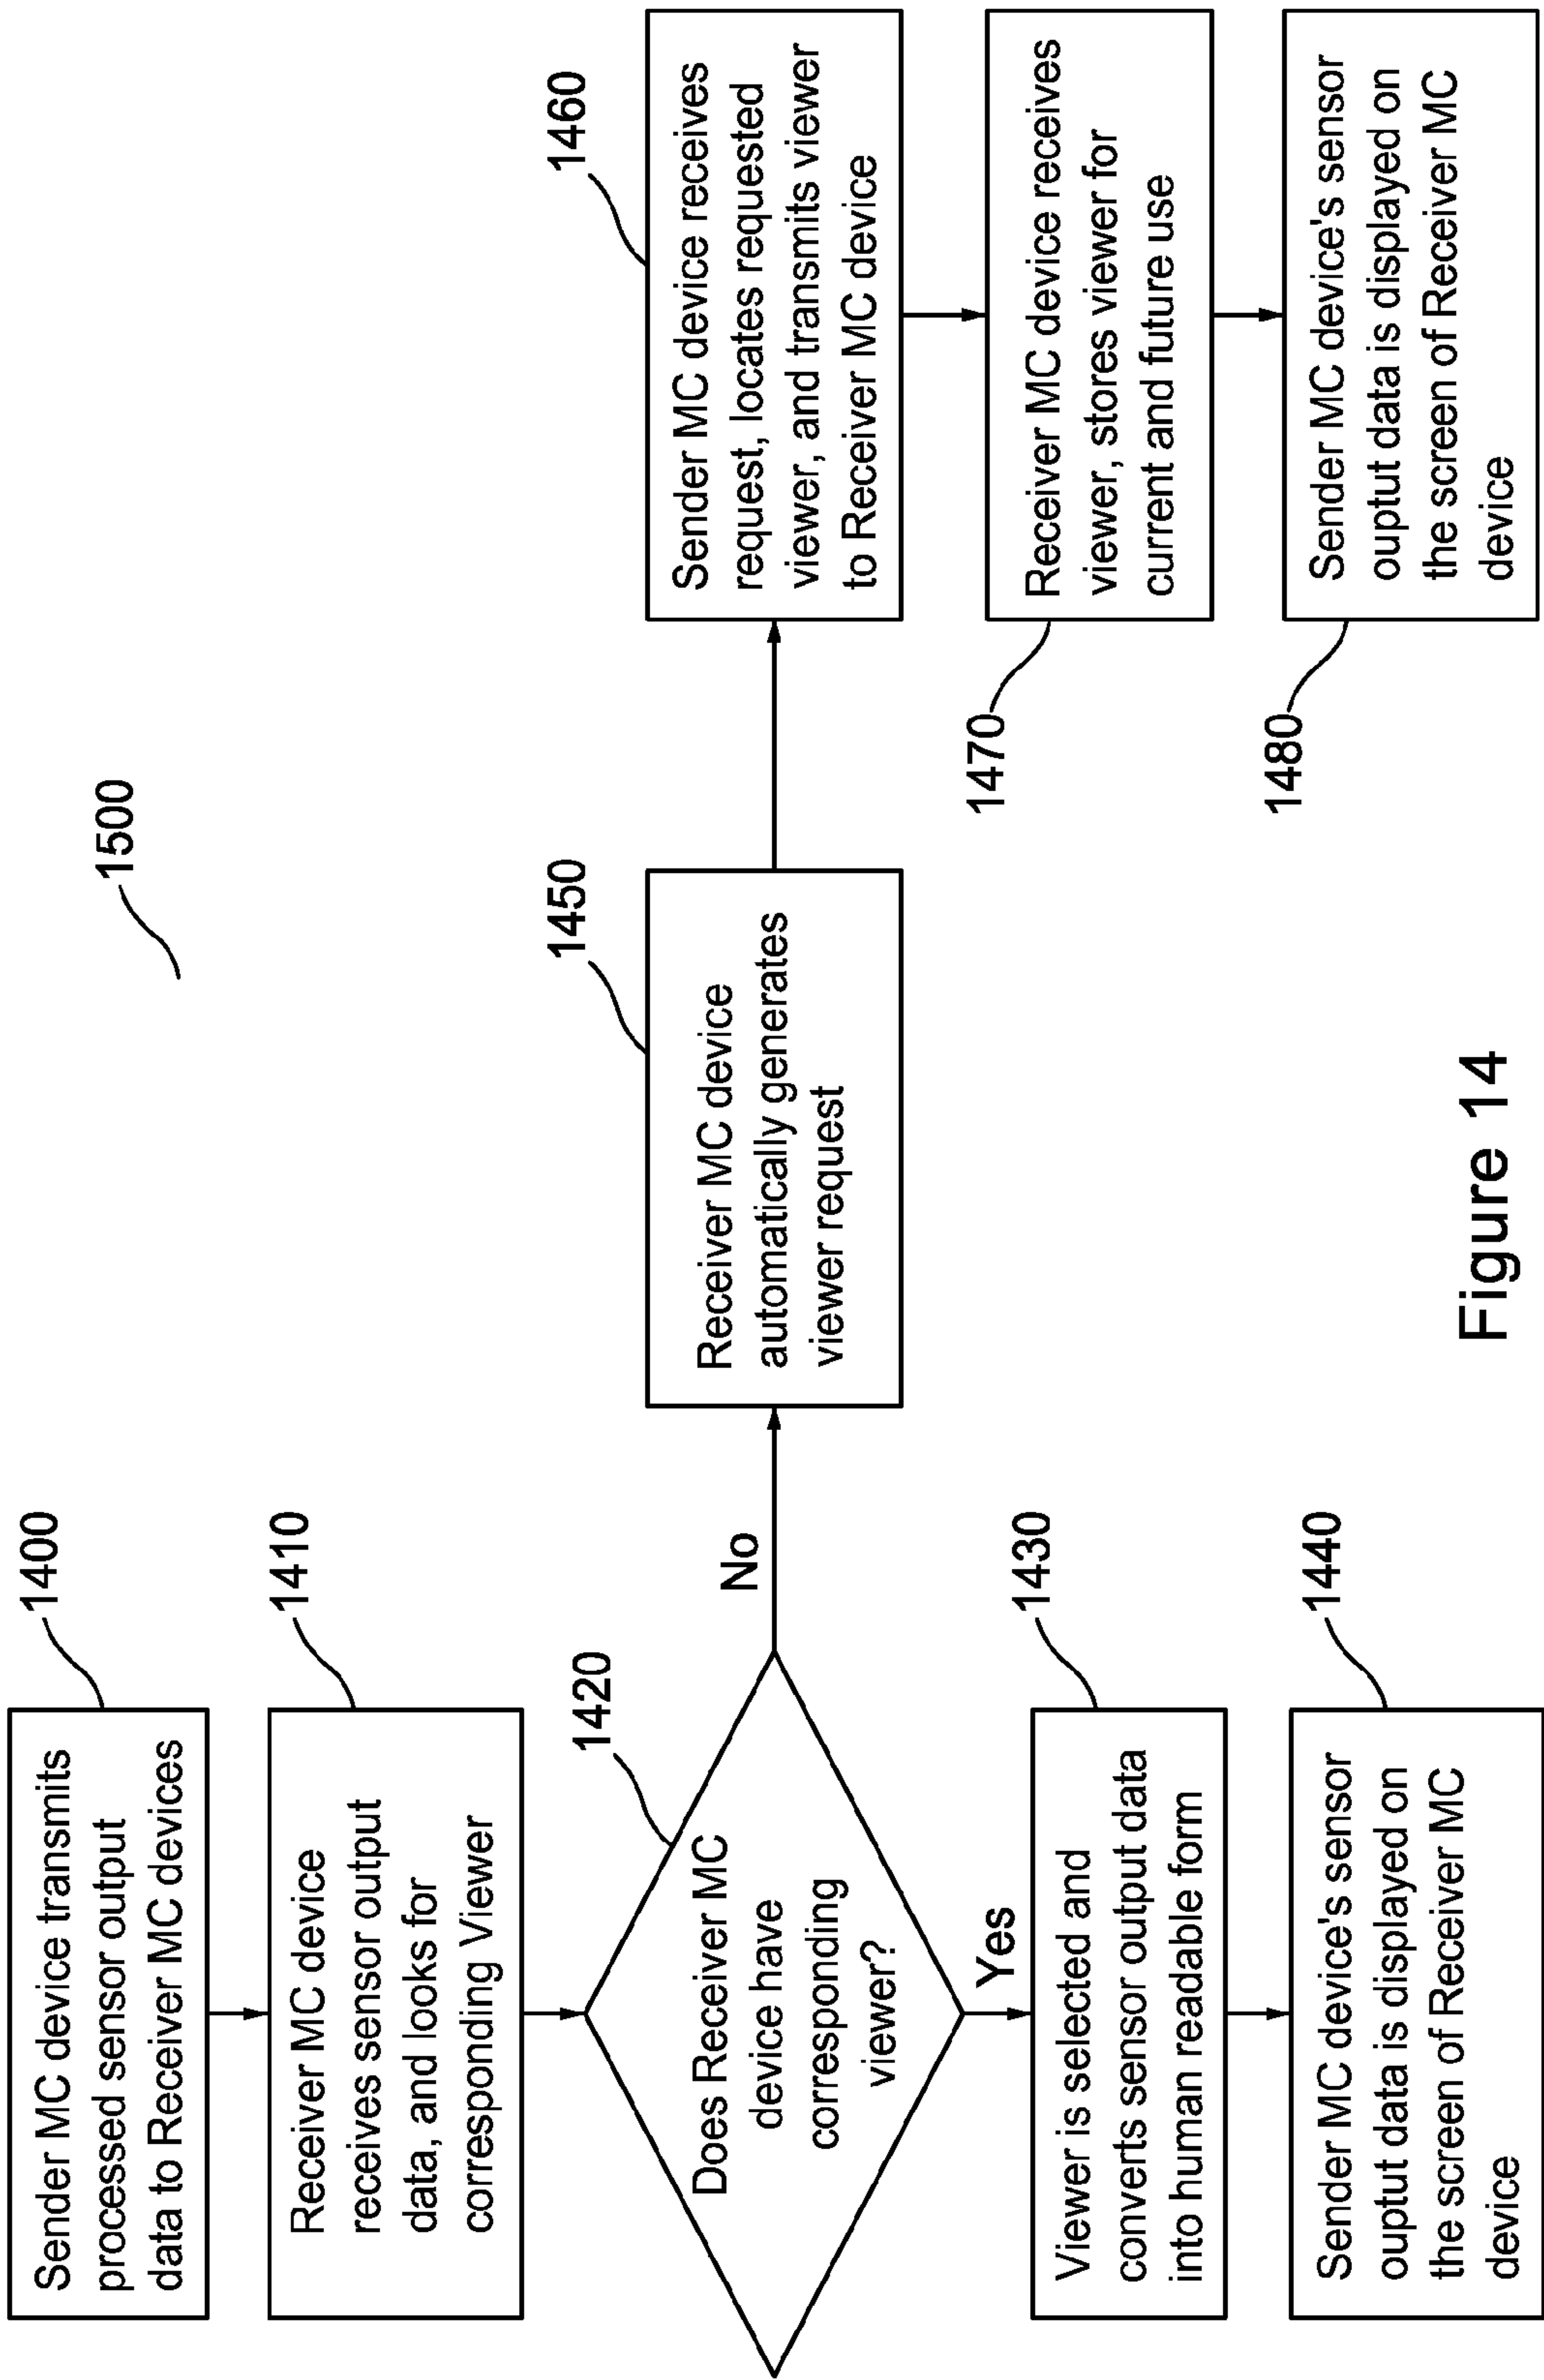 1500
1400
Sender MC device transmits
processed sensor output
data to Receiver MC devices
1410
Receiver MC device
receives sensor output
data, and looks for
corresponding Viewer
1420
Does Receiver MC
device have
corresponding
viewer?
Yes
No
1430
Viewer is selected and
converts sensor output data
into human readable form
1440
Sender MC device's sensor
ouptut data is displayed on
the screen of Receiver MC
device
1450
Receiver MC device
automatically generates
viewer request
1460
Sender MC device receives
request, locates requested
viewer, and transmits viewer
to Receiver MC device
1470
Receiver MC device receives
viewer, stores viewer for
current and future use
1480
Sender MC device's sensor
ouptut data is displayed on
the screen of Receiver MC
device
Figure 14